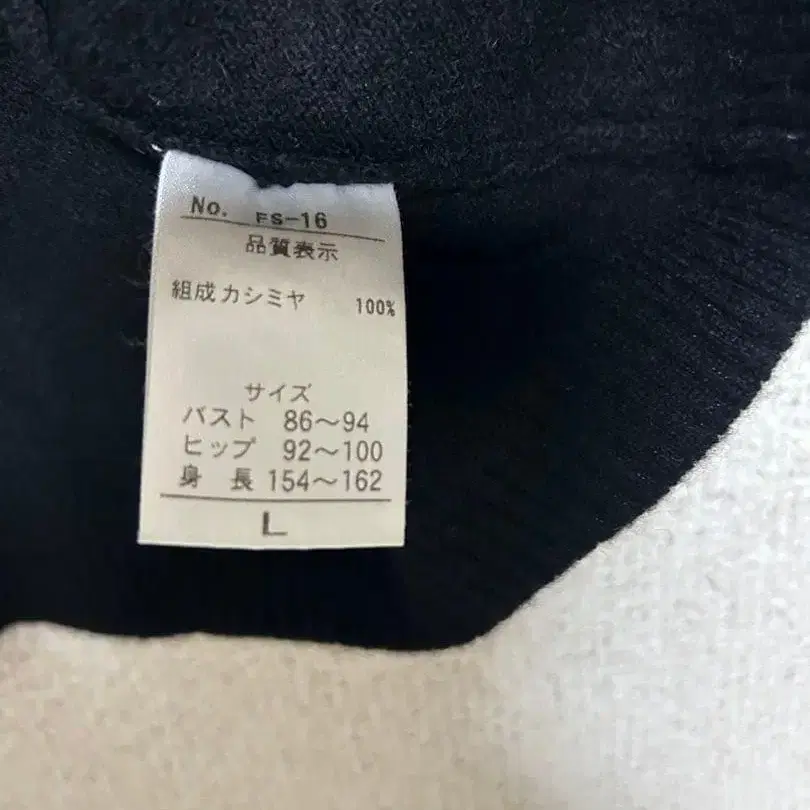 No. FS-16
品質表示
組成カシミヤ 100%
サイズ
バスト 86～94
ヒップ 92～100
身 長 154～162
L